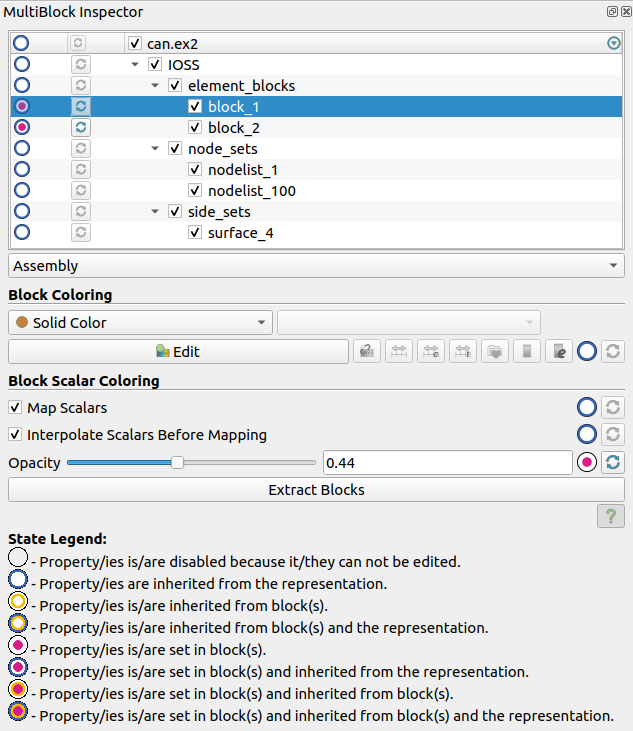 MultiBlock Inspector
can.ex2
IOSS
element_blocks
block_1
block_2
node_sets
nodelist_1
nodelist_100
side_sets
surface_4
Assembly
Block Coloring
Solid Color
Edit
Block Scalar Coloring
Map Scalars
Interpolate Scalars Before Mapping
Opacity 0.44
Extract Blocks
?
State Legend:
- Property/ies is/are disabled because it/they can not be edited.
- Property/ies are inherited from the representation.
- Property/ies is/are inherited from block(s).
- Property/ies is/are inherited from block(s) and the representation.
- Property/ies is/are set in block(s).
- Property/ies is/are set in block(s) and inherited from the representation.
- Property/ies is/are set in block(s) and inherited from block(s).
- Property/ies is/are set in block(s) and inherited from block(s) and the representation.